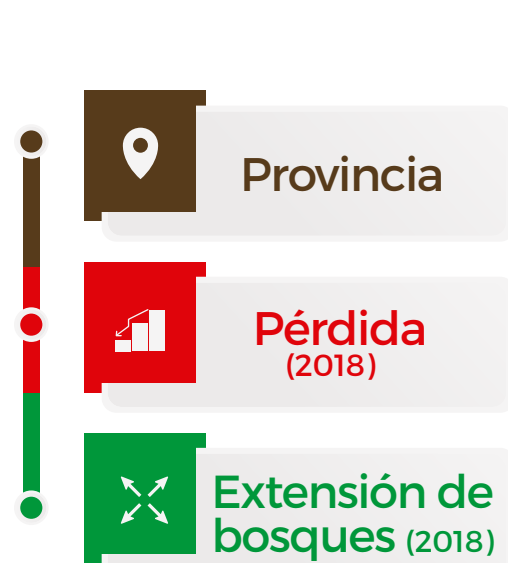 Provincia
Pérdida
(2018)
Extensión de
bosques (2018)